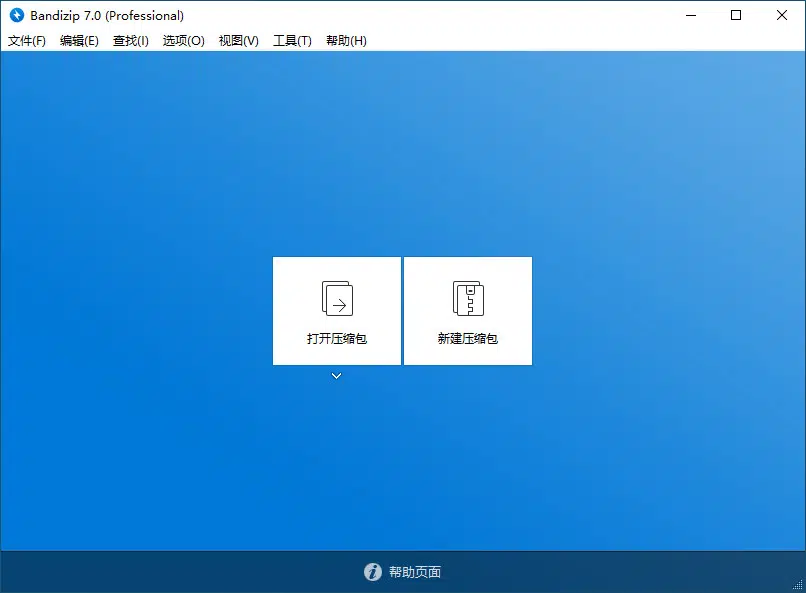 Bandizip 7.0 (Professional)
文件(F) 编辑(E) 查找(I) 选项(O) 视图(V) 工具(T) 帮助(H)
打开压缩包 新建压缩包
帮助页面